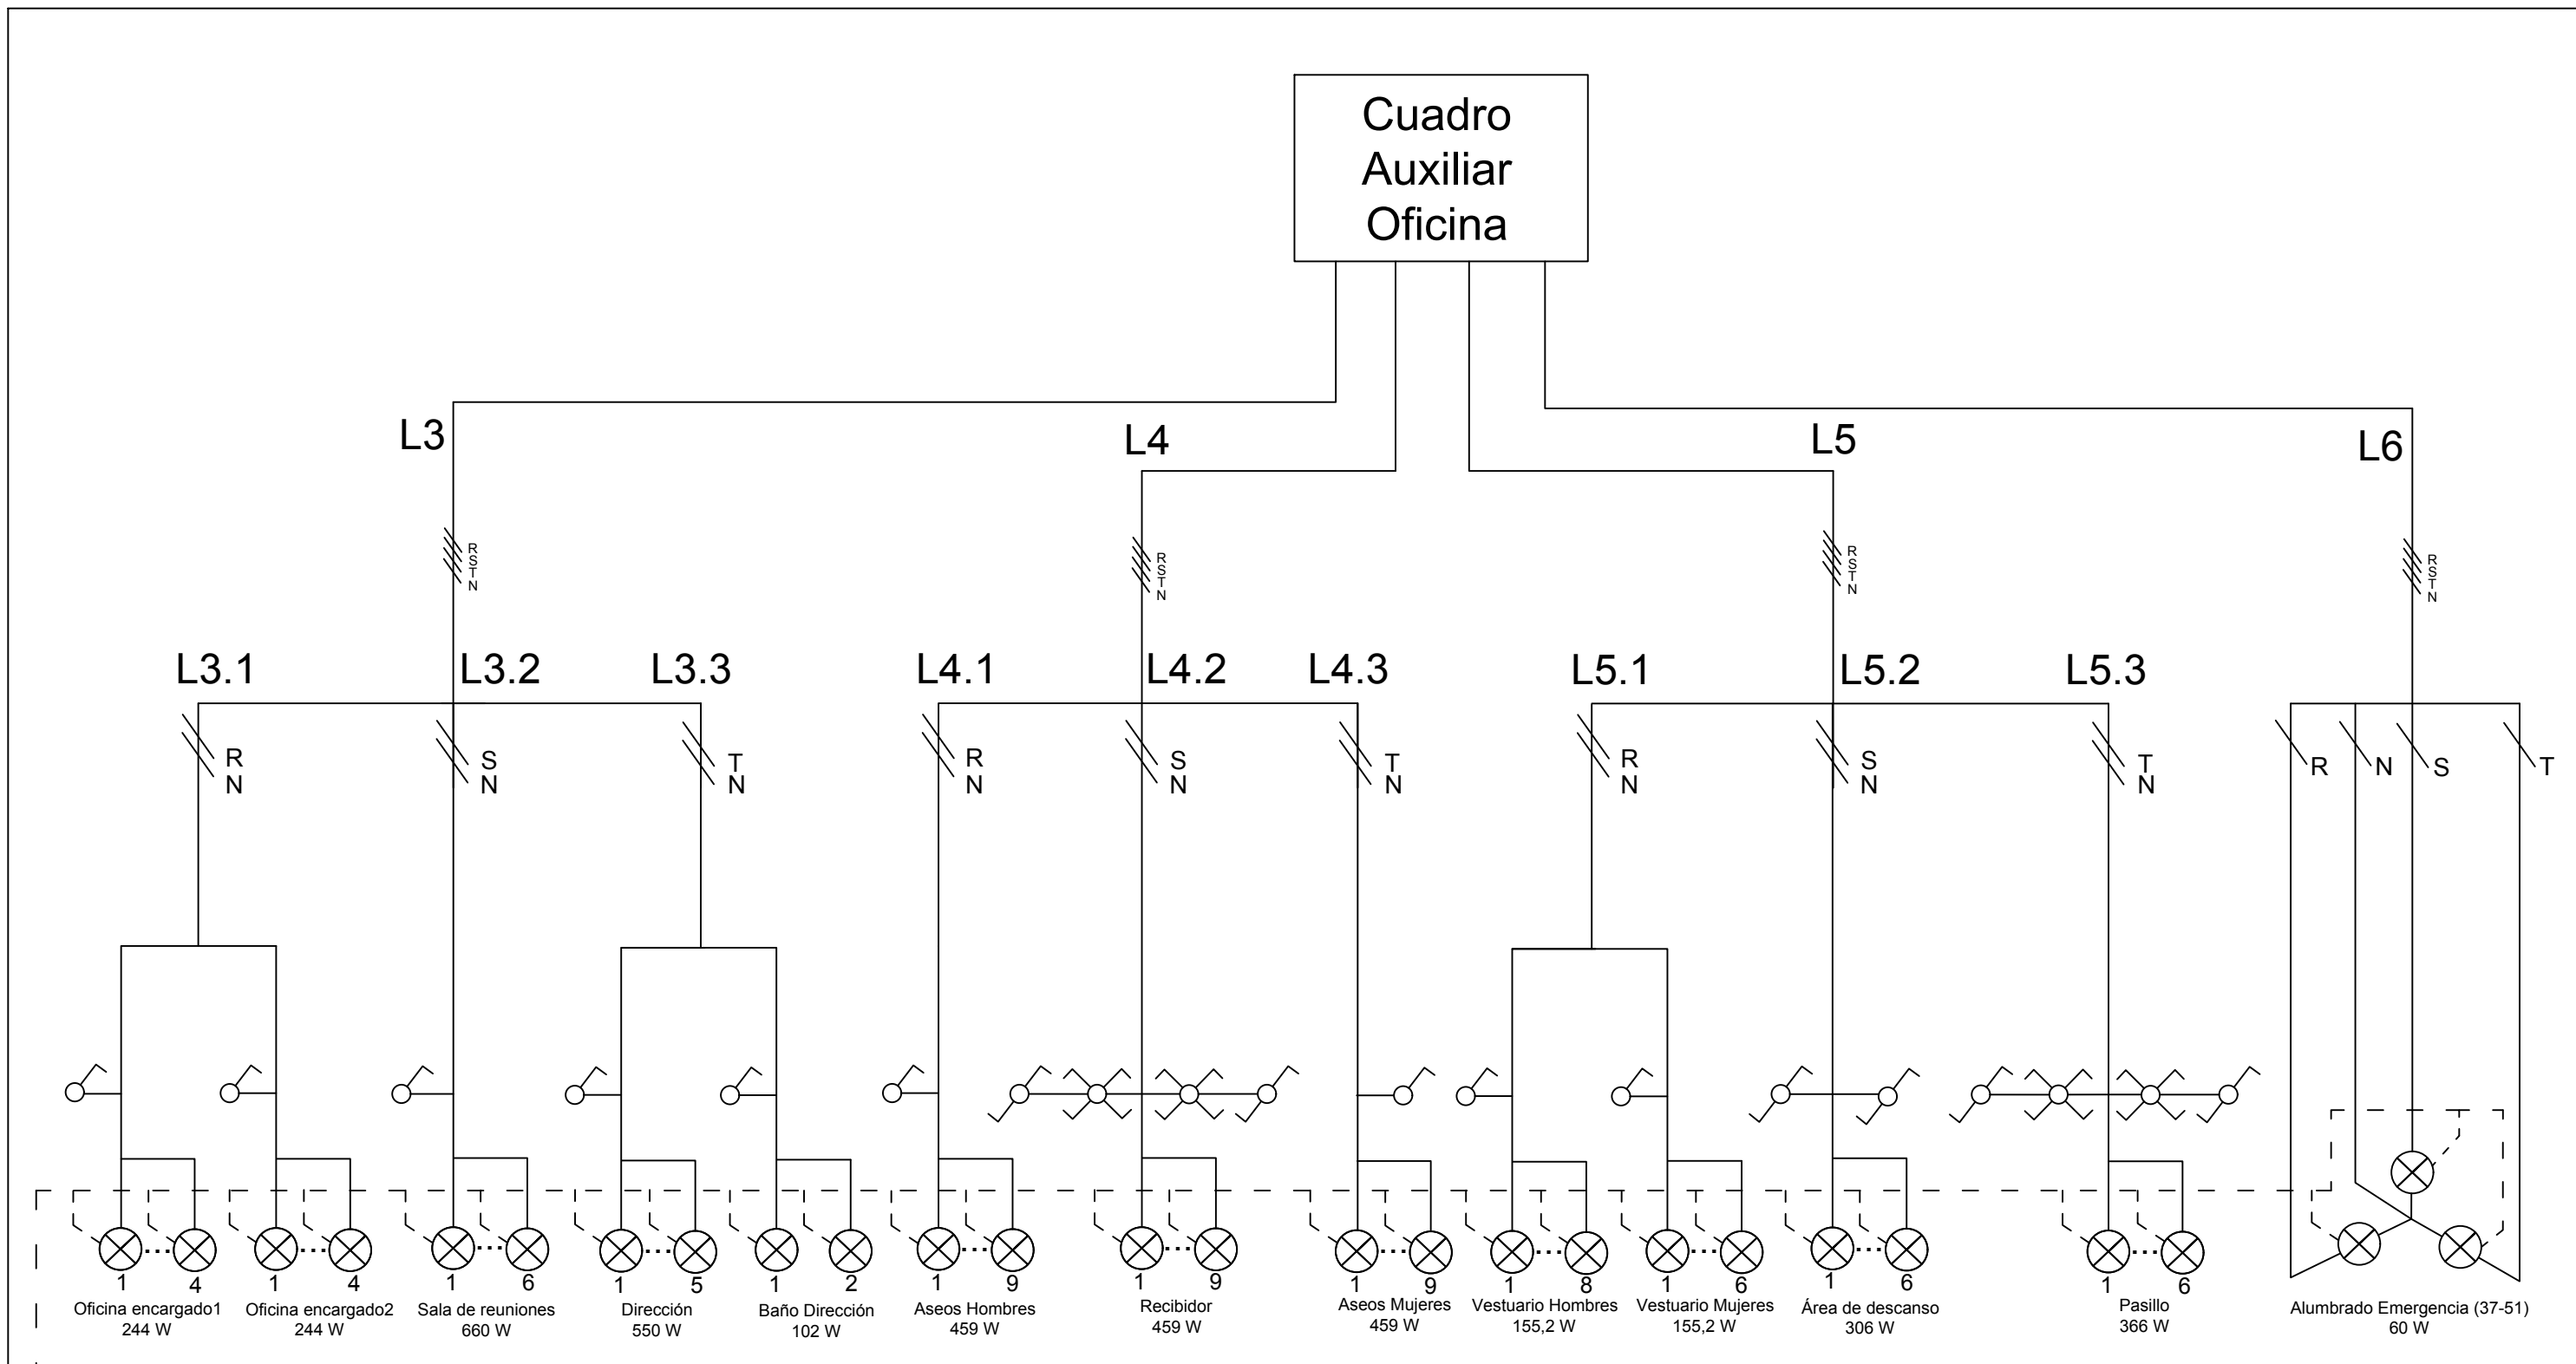 Cuadro
Auxiliar
Oficina
L3
L4
L5
L6
R
S
T
N
R
S
T
N
R
S
T
N
R
S
T
N
L3.1
L3.2
L3.3
L4.1
L4.2
L4.3
L5.1
L5.2
L5.3
R
N
S
N
T
N
R
N
S
N
T
N
R
N
S
N
T
N
R
N
S
T
1 4
1 4
1 6
1 5
1 2
1 9
1 9
1 9
1 8
1 6
1 6
1 6
Oficina encargado1
244 W
Oficina encargado2
244 W
Sala de reuniones
660 W
Dirección
550 W
Baño Dirección
102 W
Aseos Hombres
459 W
Recibidor
459 W
Aseos Mujeres
459 W
Vestuario Hombres
155,2 W
Vestuario Mujeres
155,2 W
Área de descanso
306 W
Pasillo
366 W
Alumbrado Emergencia (37-51)
60 W